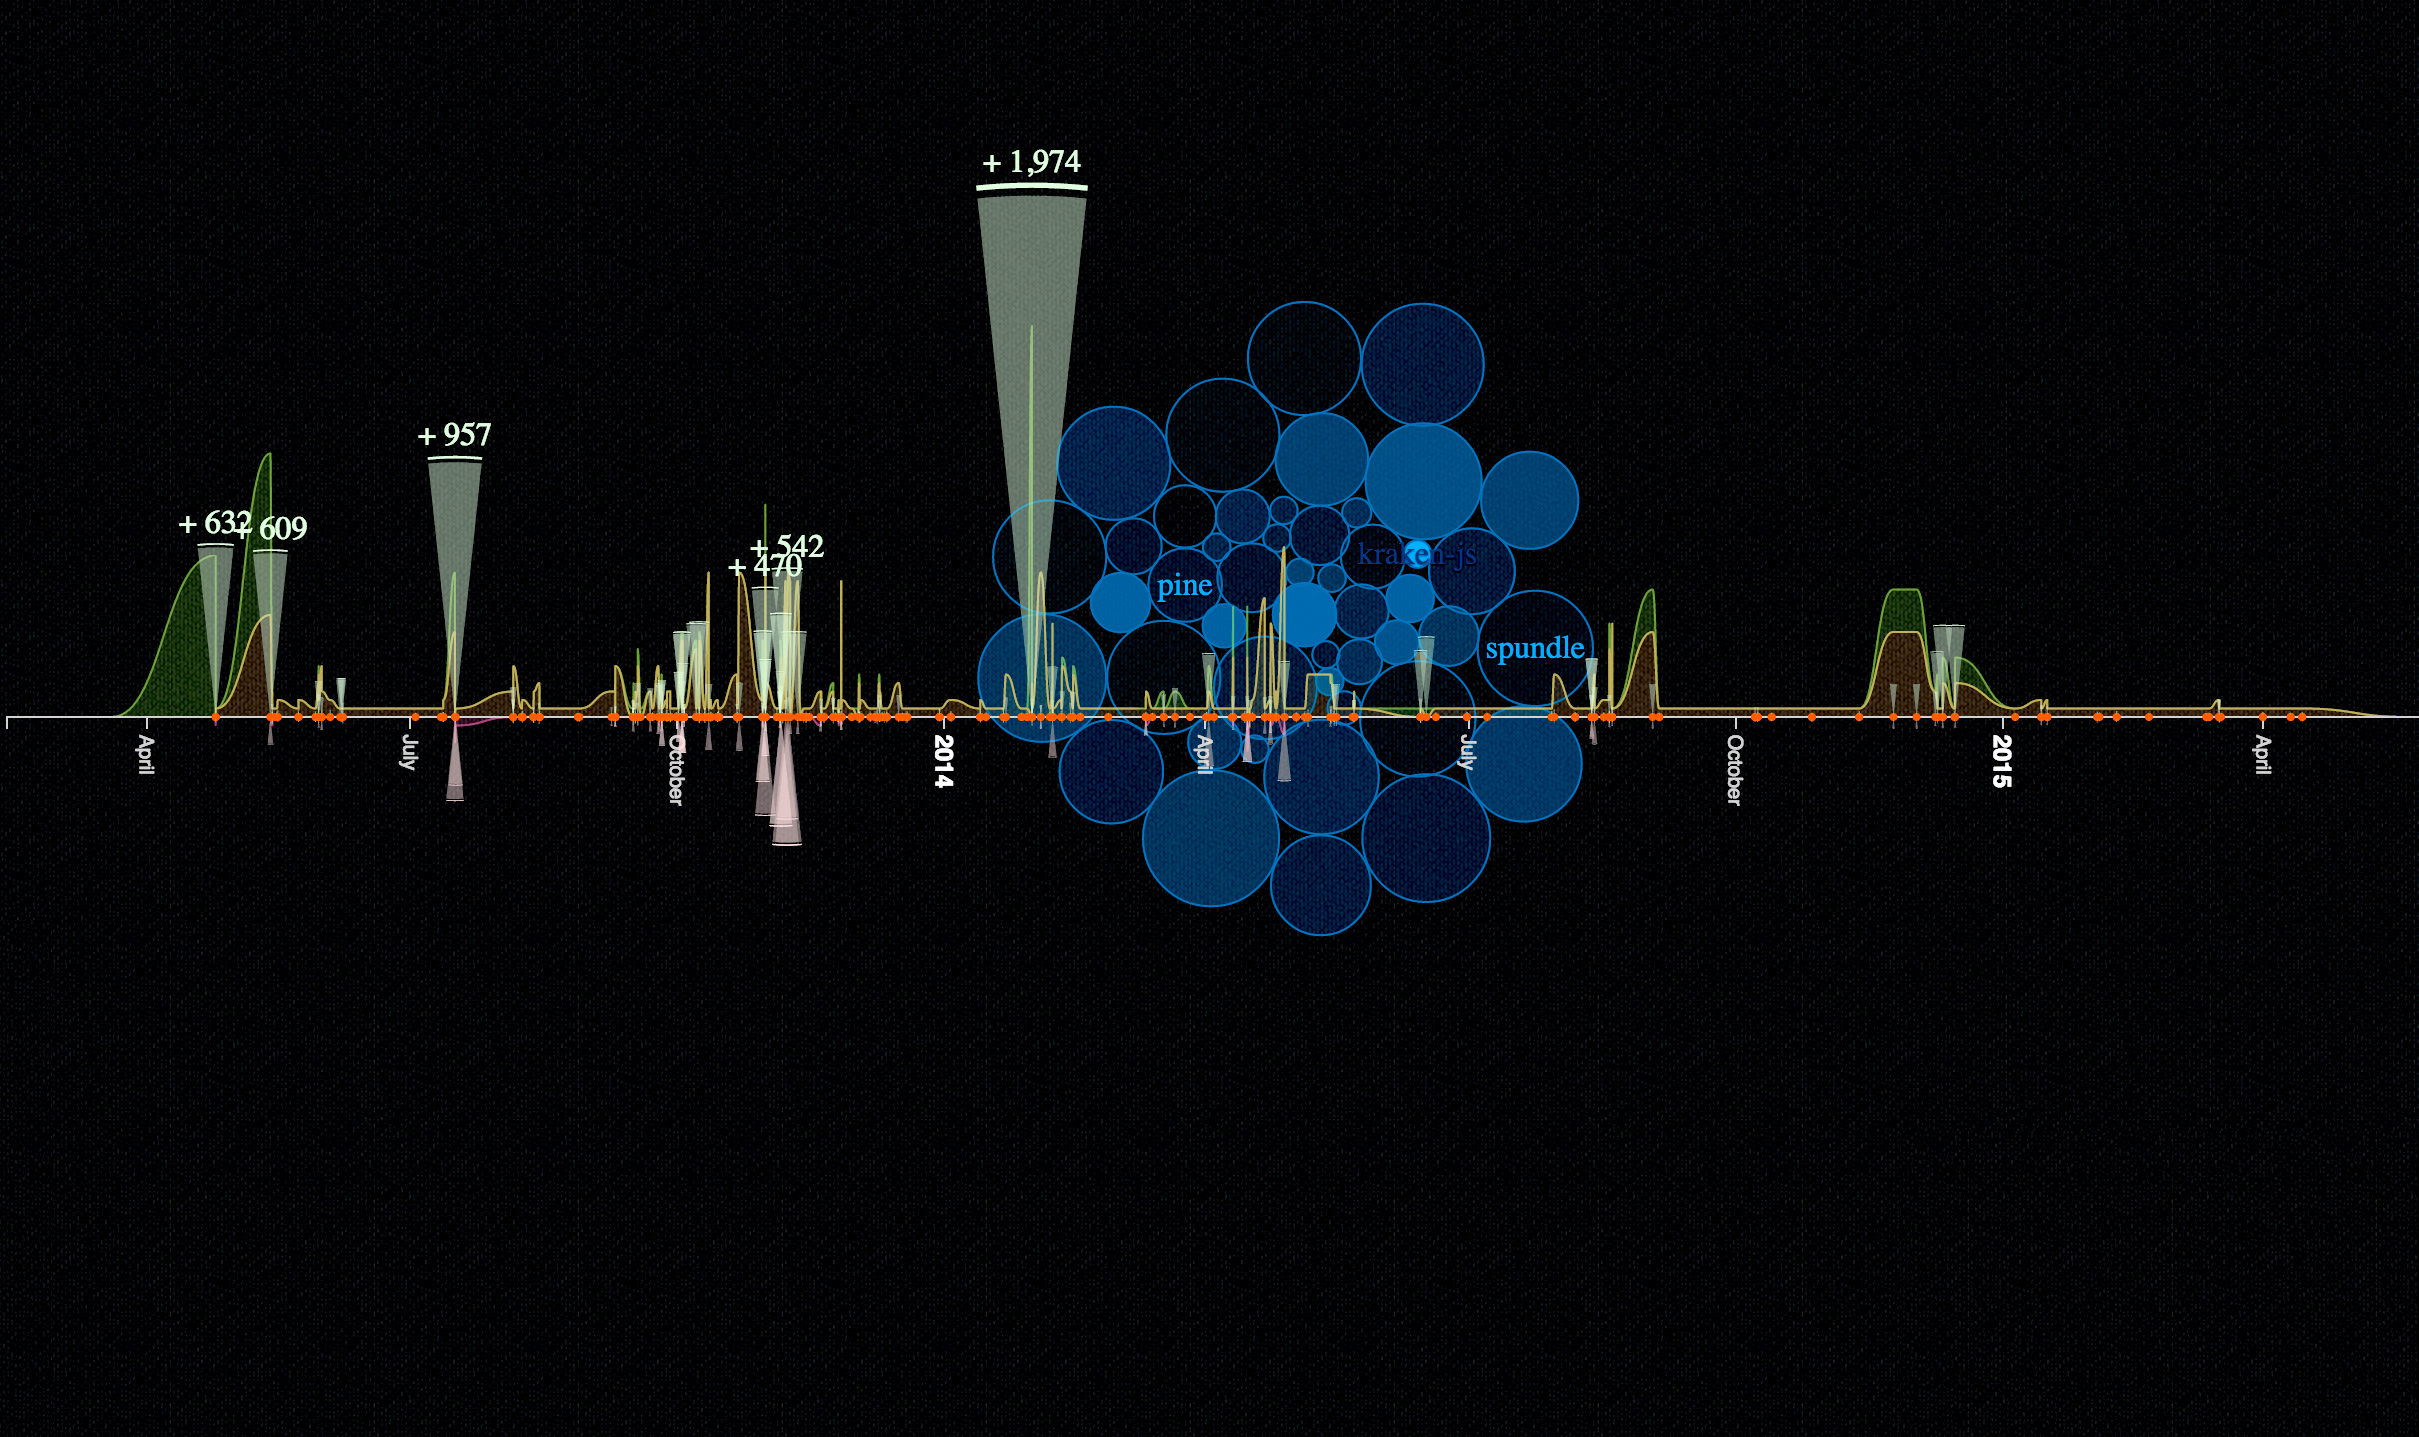 + 1,974
+ 957
+ 632
+ 609
+ 542
+ 470
kraken-js
pine
spundle
April
July
October
2014
April
July
October
2015
April